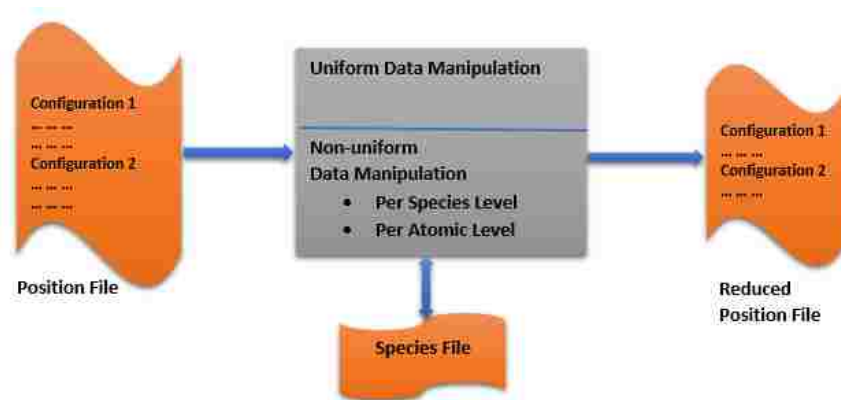 Configuration 1
... ... ...
... ... ...
Configuration 2
... ... ...
... ... ...
Position File
Uniform Data Manipulation
Non-uniform
Data Manipulation
• Per Species Level
• Per Atomic Level
Species File
Configuration 1
... ... ...
Configuration 2
... ... ...
Reduced
Position File